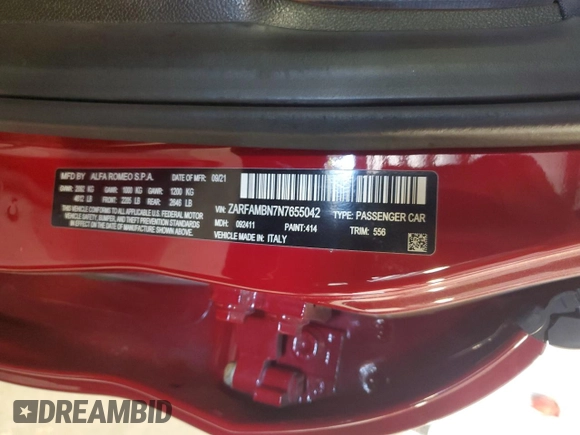 MFD BY ALFA ROMEO S.P.A. DATE OF MFR 09/21
GVWR: 2092 KG GAWR: 1000 KG GAWR: 1200 KG
4612 LB FRONT: 2205 LB REAR: 2646 LB
THIS VEHICLE CONFORMS TO ALL APPLICABLE U.S. FEDERAL MOTOR
VEHICLE SAFETY, BUMPER, AND THEFT PREVENTION STANDARDS
IN EFFECT ON THE DATE OF MANUFACTURE SHOWN ABOVE.
VIN: ZARFAMBN7N7655042
TYPE: PASSENGER CAR
MDH: 092411 PAINT:414 TRIM: 556
VEHICLE MADE IN: ITALY
DREAMBID